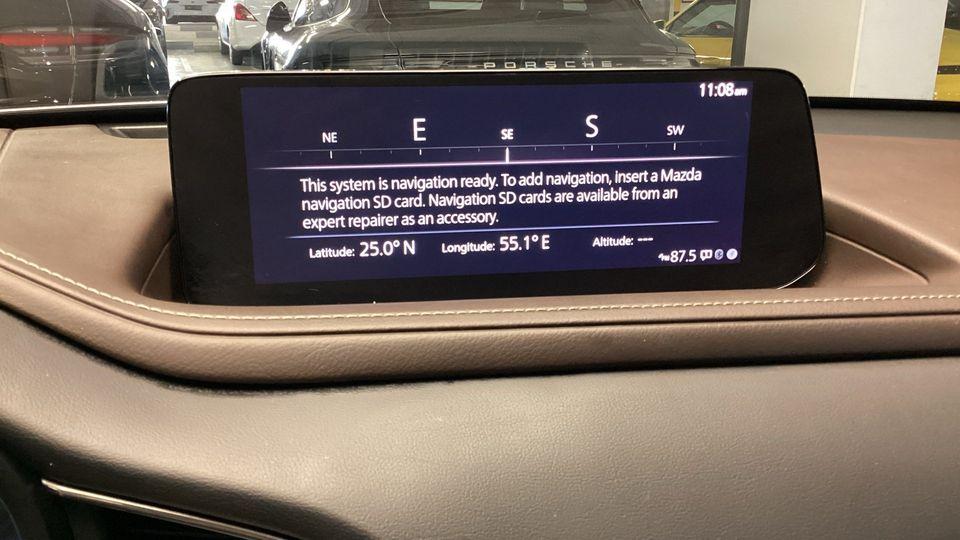 PORSCHE
11:08am
NE E SE S SW
This system is navigation ready. To add navigation, insert a Mazda
navigation SD card. Navigation SD cards are available from an
expert repairer as an accessory.
Latitude: 25.0° N Longitude: 55.1° E Altitude: ---
FM 87.5